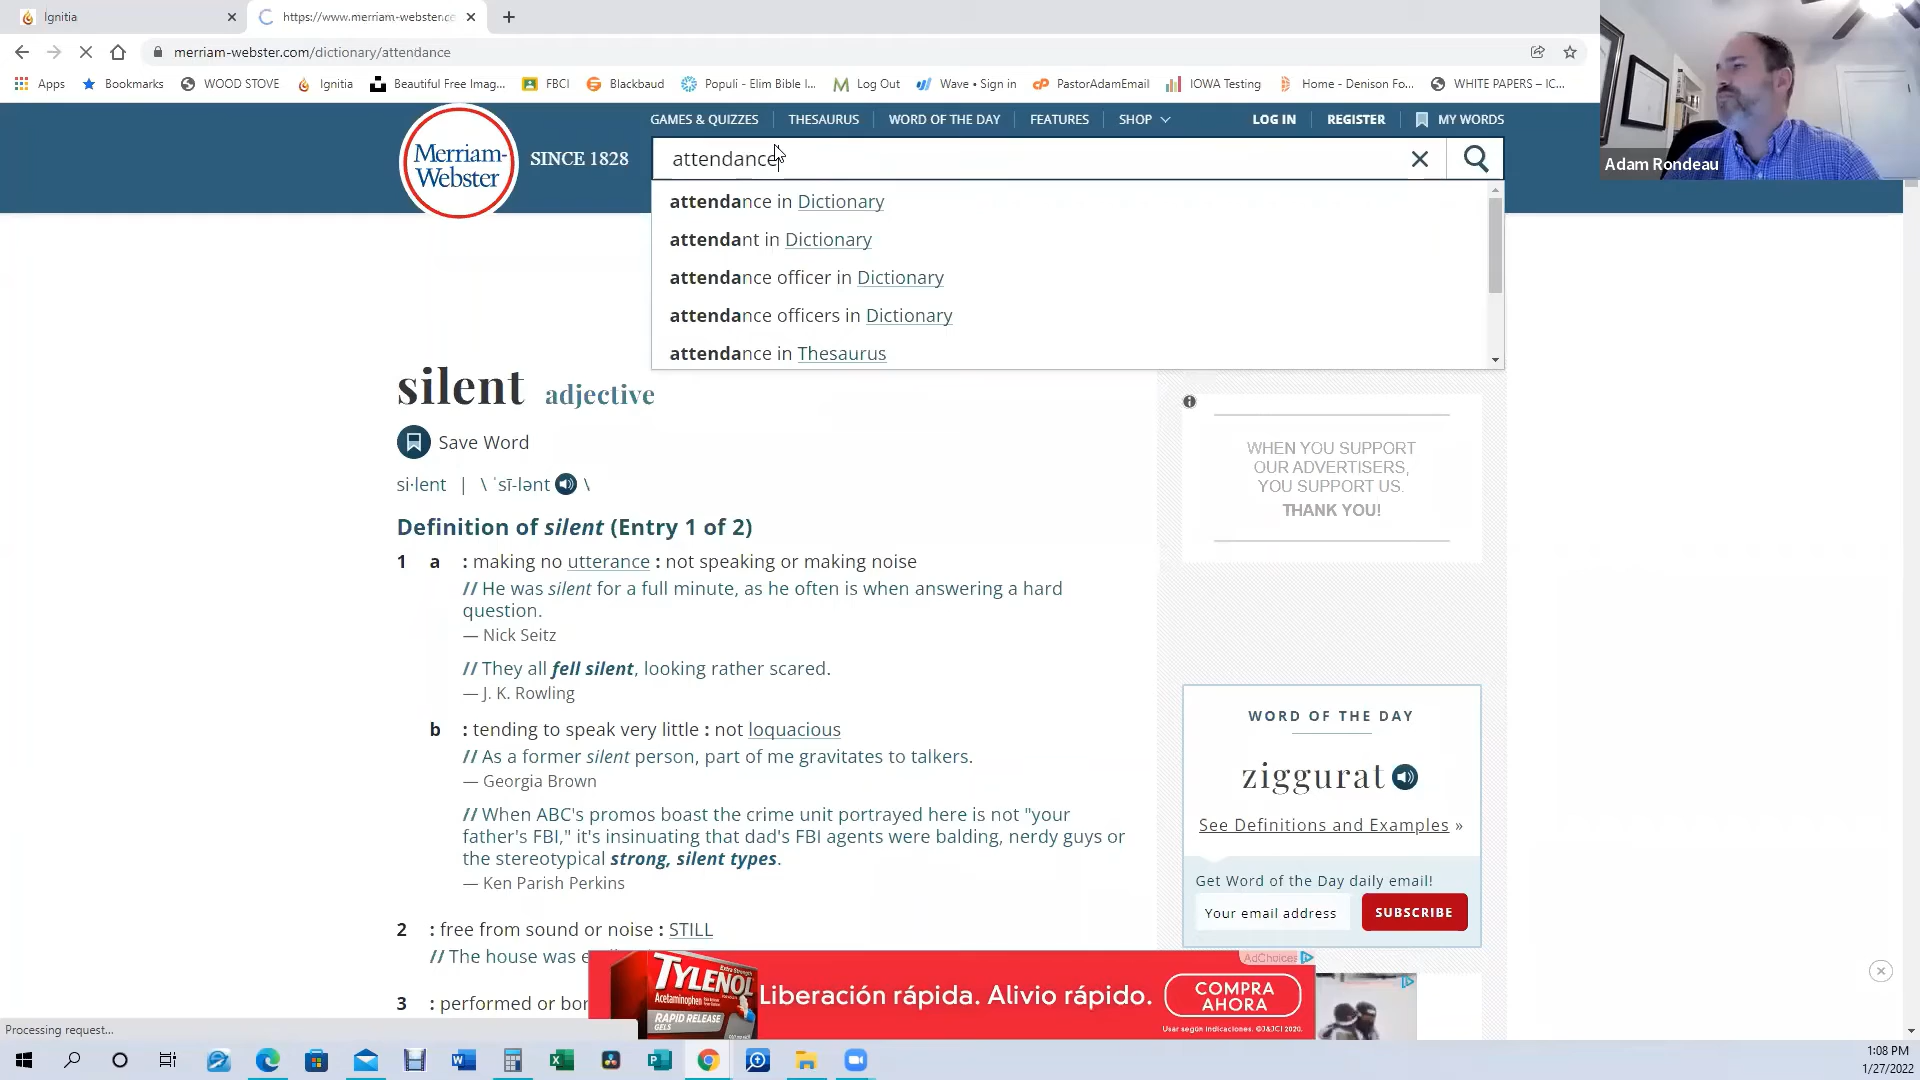 Ignitia
https://www.merriam-webster.co
merriam-webster.com/dictionary/attendance
Apps Bookmarks WOOD STOVE Ignitia Beautiful Free Imag... FBCI Blackbaud Populi - Elim Bible I... Log Out Wave • Sign in PastorAdamEmail IOWA Testing Home - Denison Fo... WHITE PAPERS – IC...
GAMES & QUIZZES THESAURUS WORD OF THE DAY FEATURES SHOP LOG IN REGISTER MY WORDS
Merriam-
Webster
SINCE 1828
attendance
Adam Rondeau
attendance in Dictionary
attendant in Dictionary
attendance officer in Dictionary
attendance officers in Dictionary
attendance in Thesaurus
silent adjective
Save Word
si·lent | \ ˈsī-lənt \
Definition of silent (Entry 1 of 2)
1 a : making no utterance : not speaking or making noise
// He was silent for a full minute, as he often is when answering a hard
question.
— Nick Seitz
// They all fell silent, looking rather scared.
— J. K. Rowling
b : tending to speak very little : not loquacious
// As a former silent person, part of me gravitates to talkers.
— Georgia Brown
// When ABC's promos boast the crime unit portrayed here is not "your
father's FBI," it's insinuating that dad's FBI agents were balding, nerdy guys or
the stereotypical strong, silent types.
— Ken Parish Perkins
2 : free from sound or noise : STILL
// The house was
3 : performed or
WHEN YOU SUPPORT
OUR ADVERTISERS,
YOU SUPPORT US.
THANK YOU!
WORD OF THE DAY
ziggurat
See Definitions and Examples »
Get Word of the Day daily email!
Your email address SUBSCRIBE
AdChoices
TYLENOL
Extra Strength
Acetaminophen
RAPID RELEASE
GELS
Liberación rápida. Alivio rápido.
COMPRA
AHORA
Usar según indicaciones. ©J&JCI 2020.
Processing request...
1:08 PM
1/27/2022